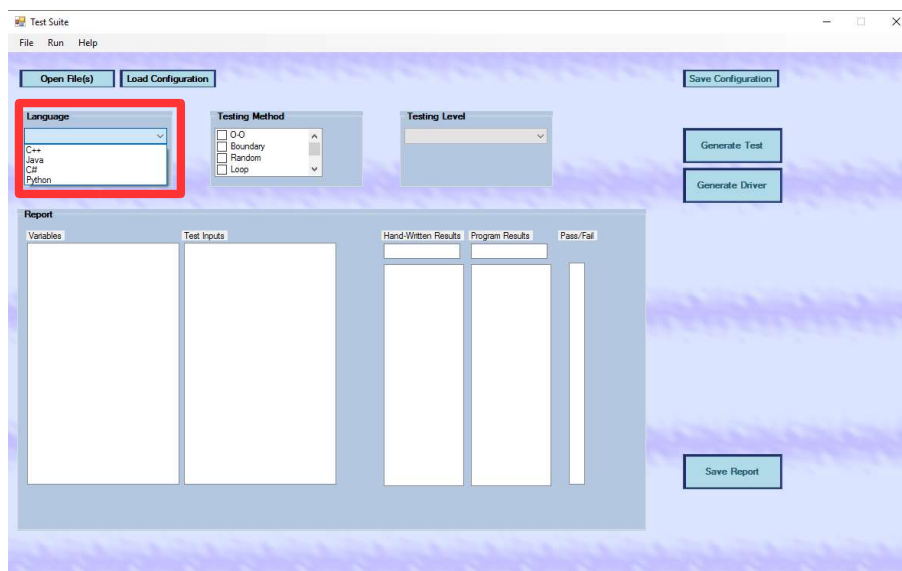 Test Suite
File Run Help
Open File(s) Load Configuration Save Configuration
Language
C++
Java
C#
Python
Testing Method
O-O
Boundary
Random
Loop
Testing Level
Generate Test
Generate Driver
Report
Variables Test Inputs Hand-Written Results Program Results Pass/Fail
Save Report